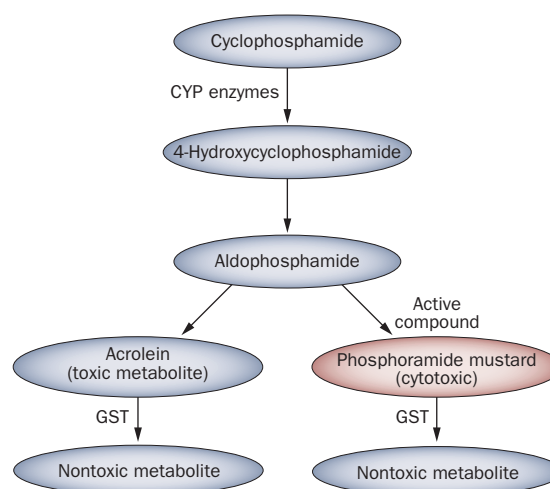 Cyclophosphamide
CYP enzymes
4-Hydroxycyclophosphamide
Aldophosphamide
Active
compound
Acrolein
(toxic metabolite)
Phosphoramide mustard
(cytotoxic)
GST
GST
Nontoxic metabolite
Nontoxic metabolite